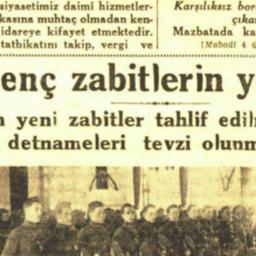 siyasetimiz daimî hizmetler-
kasına muhtaç olmadan ken-
idareye kifayet etmektedir.
tatbikatını takip, vergi ve
Karşılıksız bor
çıkar
Mazbatada ka
[Mabadi 4 ü
enç zabitlerin y
n yeni zabitler tahlif edil
detnameleri tevzi olunm